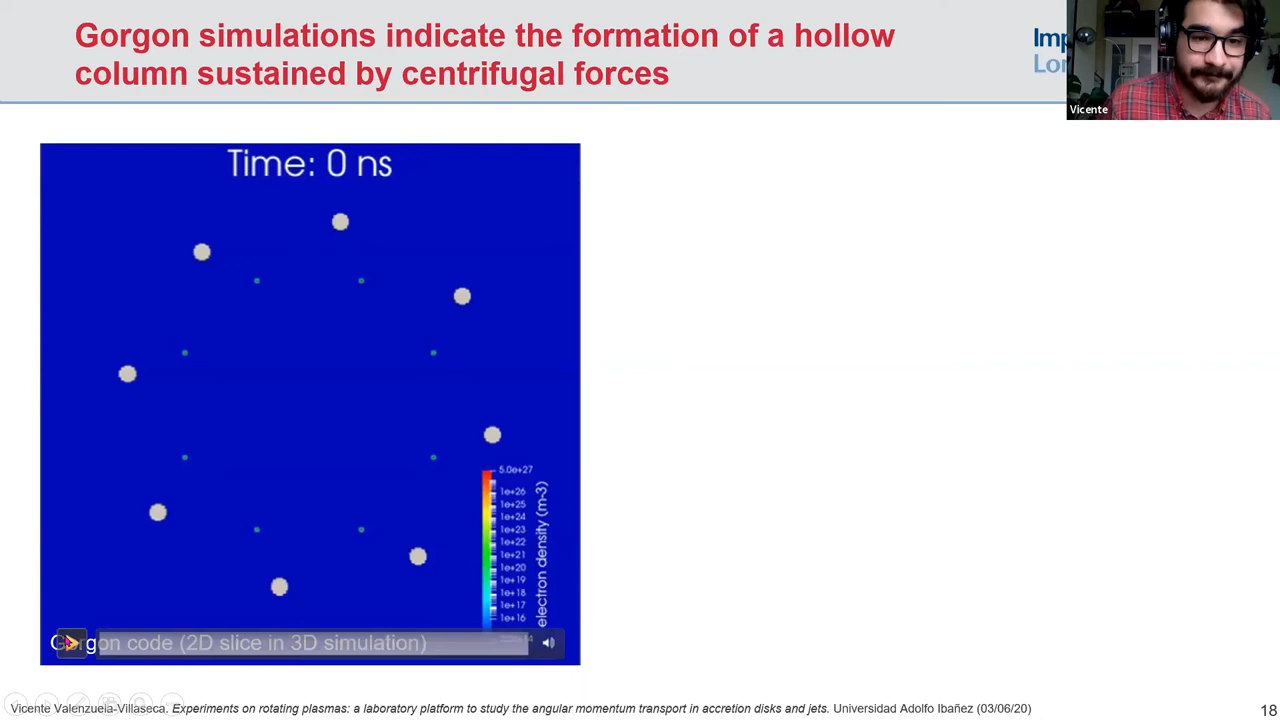 Gorgon simulations indicate the formation of a hollow
column sustained by centrifugal forces
Vicente
Time: 0 ns
5.0e+27
1e+26
1e+25
1e+24
1e+23
1e+22
1e+21
1e+20
1e+19
1e+18
1e+17
1e+16
electron density (m-3)
Gorgon code (2D slice in 3D simulation)
Vicente Valenzuela-Villaseca. Experiments on rotating plasmas: a laboratory platform to study the angular momentum transport in accretion disks and jets. Universidad Adolfo Ibañez (03/06/20)
18